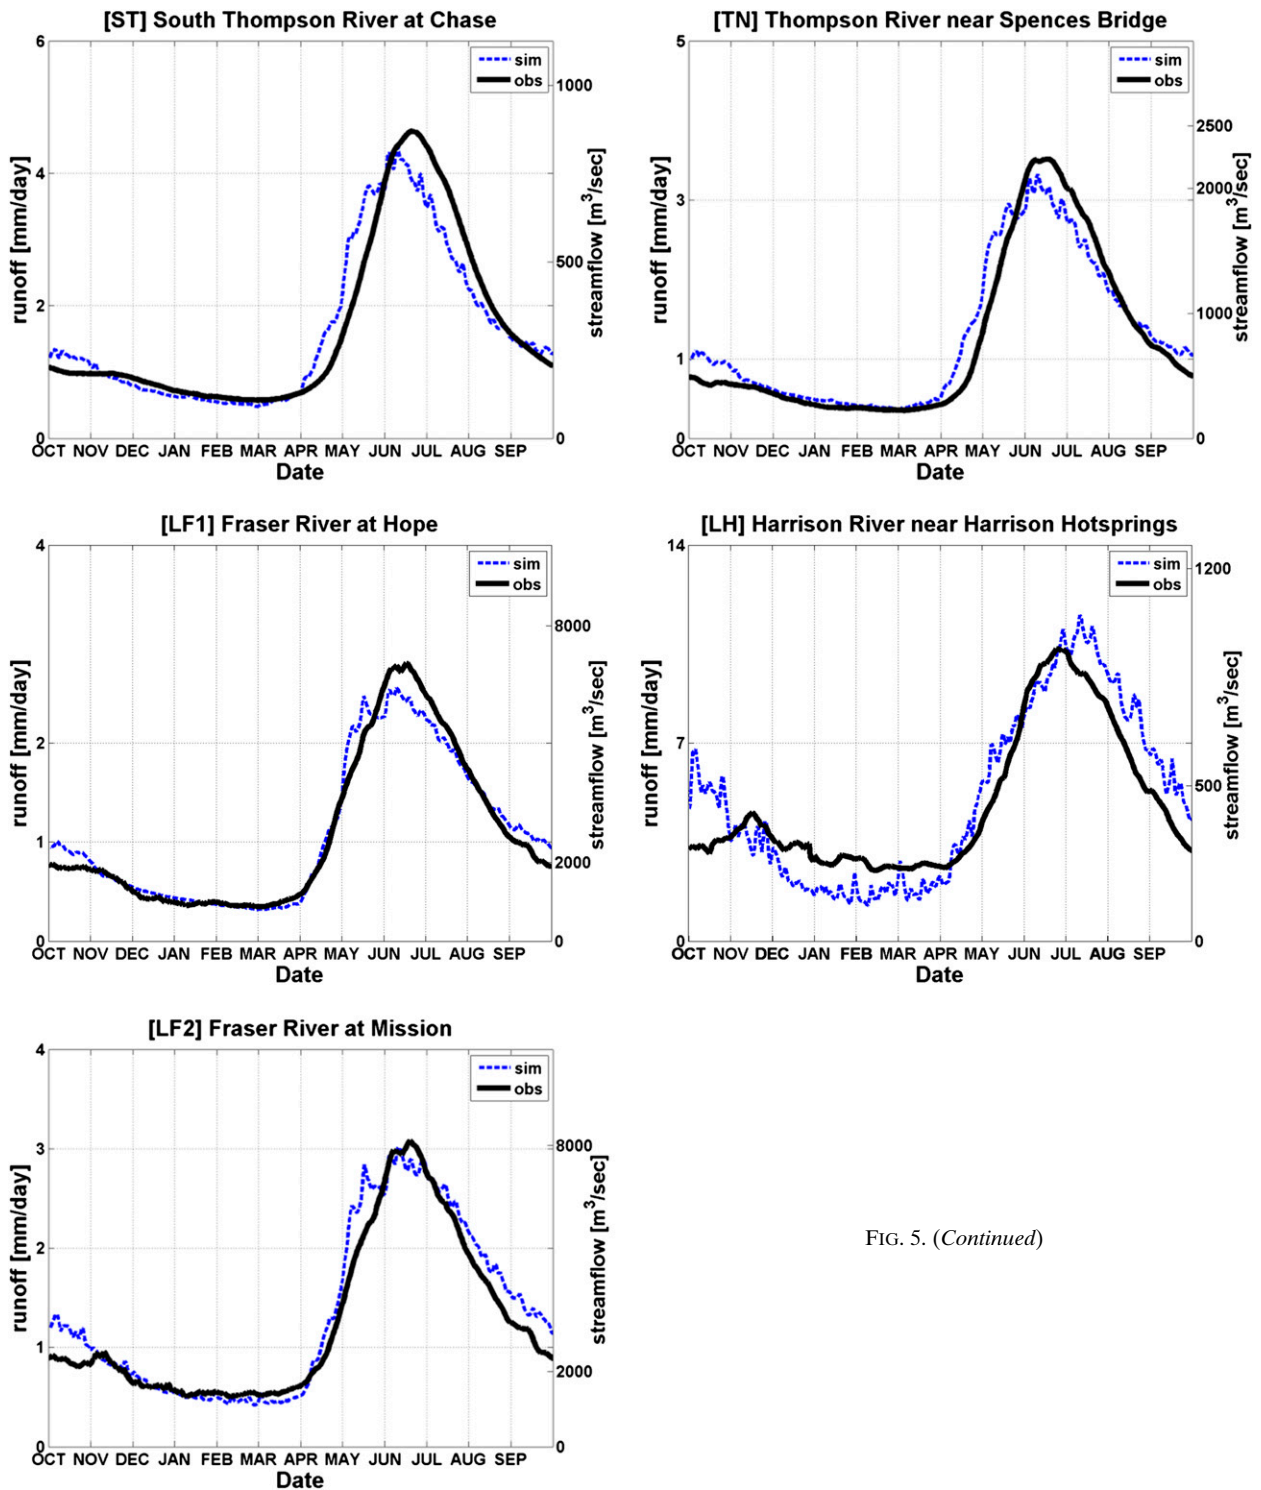 [ST] South Thompson River at Chase
6
4
2
0
runoff [mm/day]
sim
obs
1000
500
0
streamflow [m³/sec]
OCT NOV DEC JAN FEB MAR APR MAY JUN JUL AUG SEP
Date
[TN] Thompson River near Spences Bridge
5
3
1
0
runoff [mm/day]
sim
obs
2500
2000
1000
0
streamflow [m³/sec]
OCT NOV DEC JAN FEB MAR APR MAY JUN JUL AUG SEP
Date
[LF1] Fraser River at Hope
4
2
1
0
runoff [mm/day]
sim
obs
8000
2000
0
streamflow [m³/sec]
OCT NOV DEC JAN FEB MAR APR MAY JUN JUL AUG SEP
Date
[LH] Harrison River near Harrison Hotsprings
14
7
0
runoff [mm/day]
sim
obs
1200
500
0
streamflow [m³/sec]
OCT NOV DEC JAN FEB MAR APR MAY JUN JUL AUG SEP
Date
[LF2] Fraser River at Mission
4
3
2
1
0
runoff [mm/day]
sim
obs
8000
2000
0
streamflow [m³/sec]
OCT NOV DEC JAN FEB MAR APR MAY JUN JUL AUG SEP
Date
FIG. 5. (Continued)